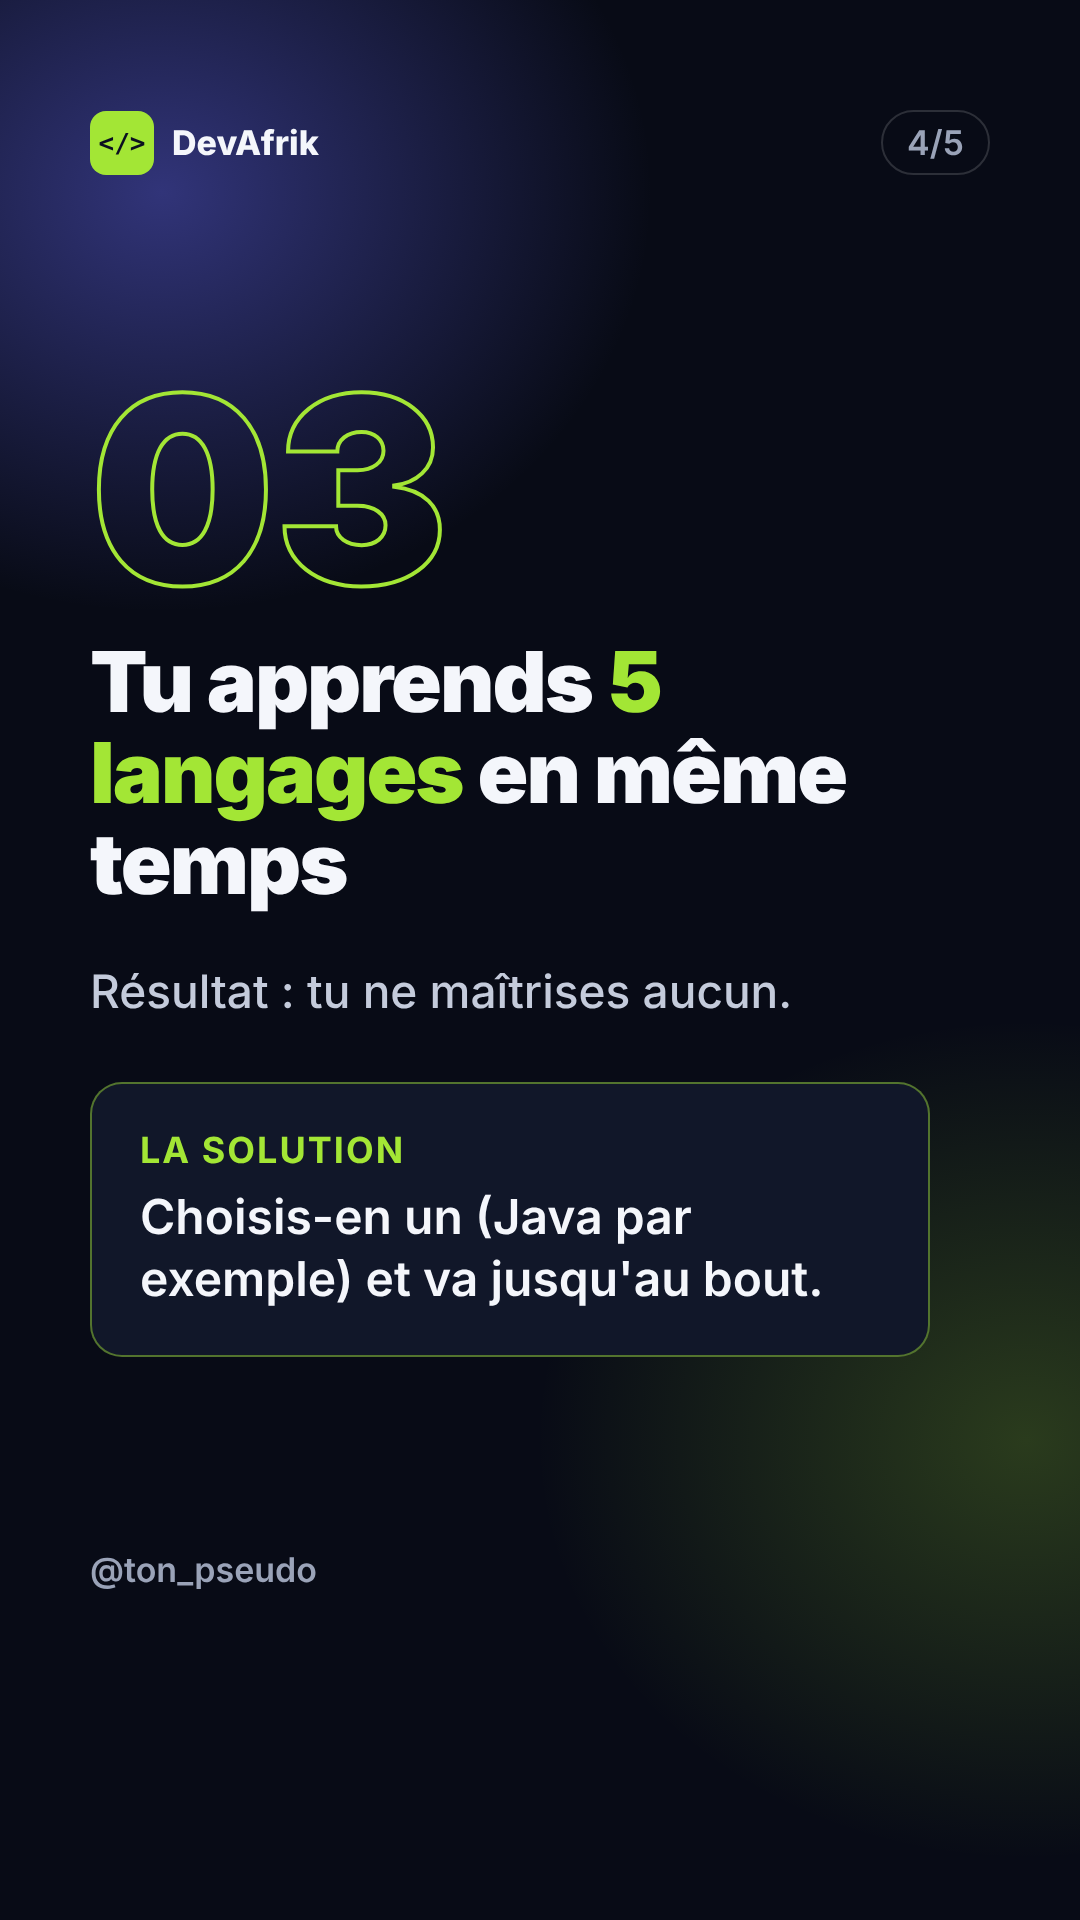 </> DevAfrik
4/5
03
Tu apprends 5
langages en même
temps
Résultat : tu ne maîtrises aucun.
LA SOLUTION
Choisis-en un (Java par
exemple) et va jusqu'au bout.
@ton_pseudo